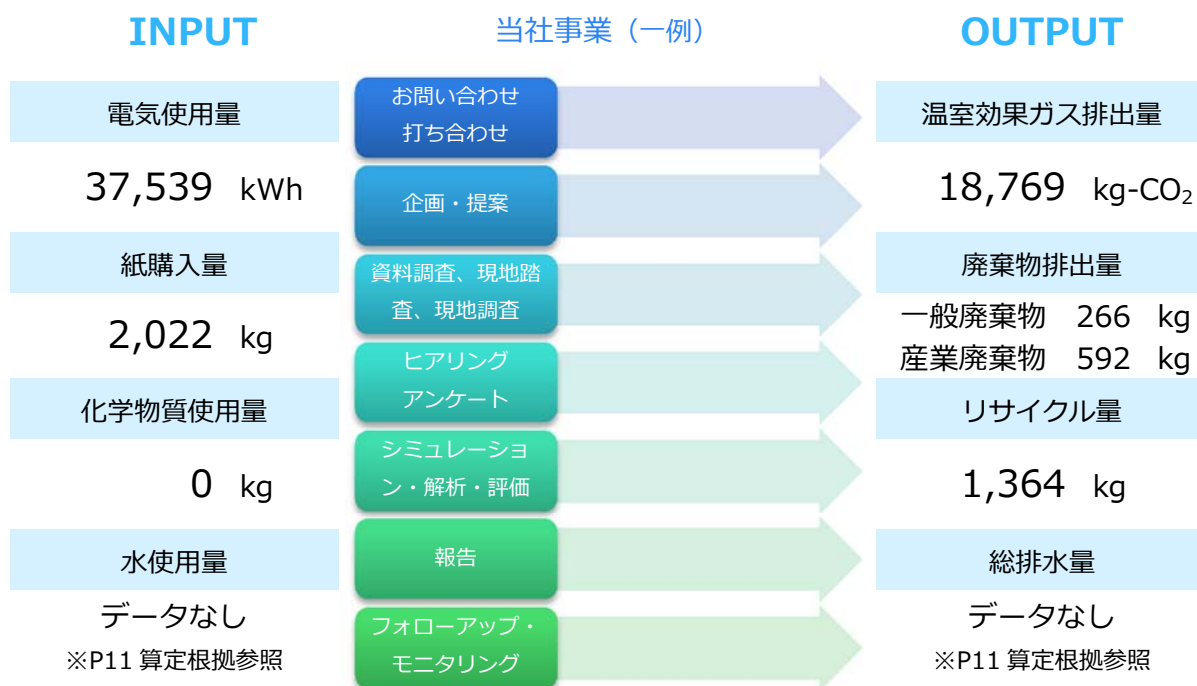 INPUT
電気使用量
37,539 kWh
紙購入量
2,022 kg
化学物質使用量
0 kg
水使用量
データなし
※P11 算定根拠参照
当社事業（一例）
お問い合わせ
打ち合わせ
企画・提案
資料調査、現地踏
査、現地調査
ヒアリング
アンケート
シミュレーショ
ン・解析・評価
報告
フォローアップ・
モニタリング
OUTPUT
温室効果ガス排出量
18,769 kg-CO₂
廃棄物排出量
一般廃棄物 266 kg
産業廃棄物 592 kg
リサイクル量
1,364 kg
総排水量
データなし
※P11 算定根拠参照